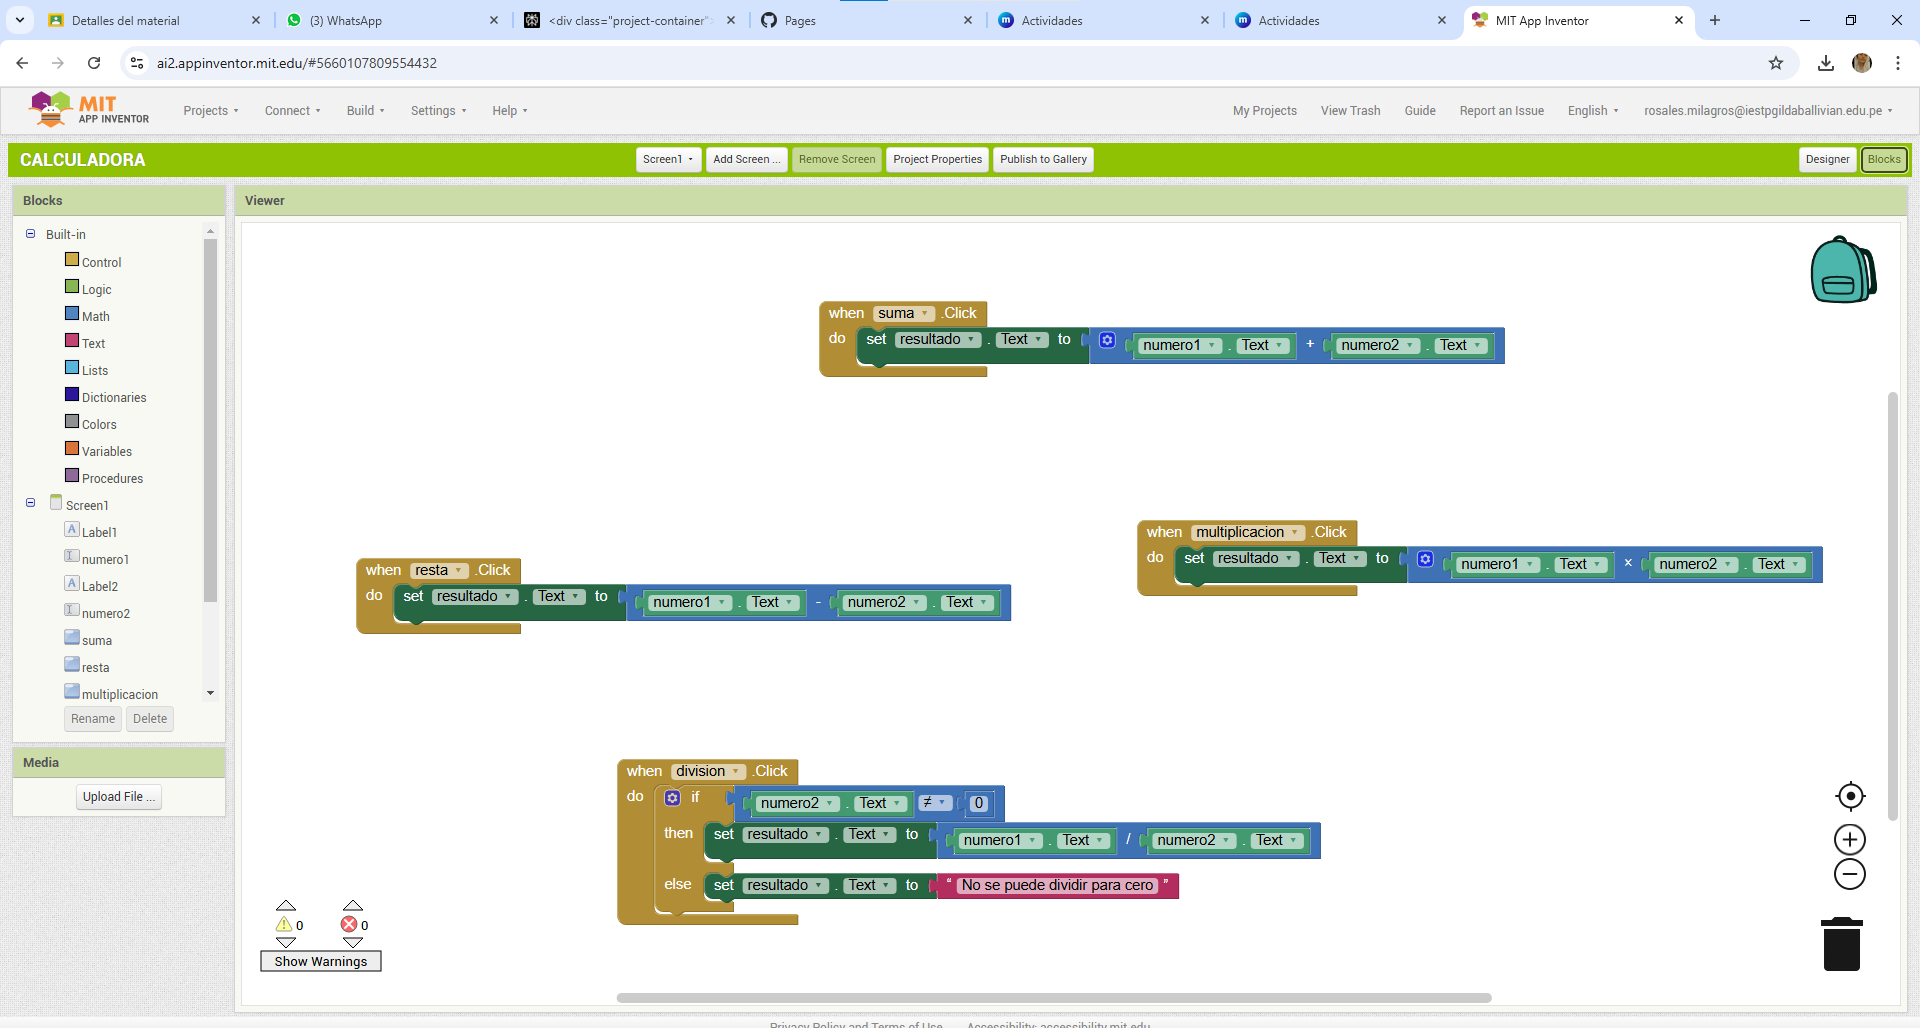 Detalles del material
(3) WhatsApp
<div class="project-container"
Pages
Actividades
Actividades
MIT App Inventor
ai2.appinventor.mit.edu/#5660107809554432
MIT
APP INVENTOR
Projects
Connect
Build
Settings
Help
My Projects
View Trash
Guide
Report an Issue
English
rosales.milagros@iestpgildaballivian.edu.pe
CALCULADORA
Screen1
Add Screen ...
Remove Screen
Project Properties
Publish to Gallery
Designer
Blocks
Blocks
Built-in
Control
Logic
Math
Text
Lists
Dictionaries
Colors
Variables
Procedures
Screen1
Label1
numero1
Label2
numero2
suma
resta
multiplicacion
Rename
Delete
Media
Upload File ...
Viewer
when suma .Click
do set resultado . Text to numero1 . Text + numero2 . Text
when multiplicacion .Click
do set resultado . Text to numero1 . Text × numero2 . Text
when resta .Click
do set resultado . Text to numero1 . Text - numero2 . Text
when division .Click
do if numero2 . Text ≠ 0
then set resultado . Text to numero1 . Text / numero2 . Text
else set resultado . Text to “ No se puede dividir para cero ”
0
0
Show Warnings
Privacy Policy and Terms of Use
Accessibility: accessibility.mit.edu